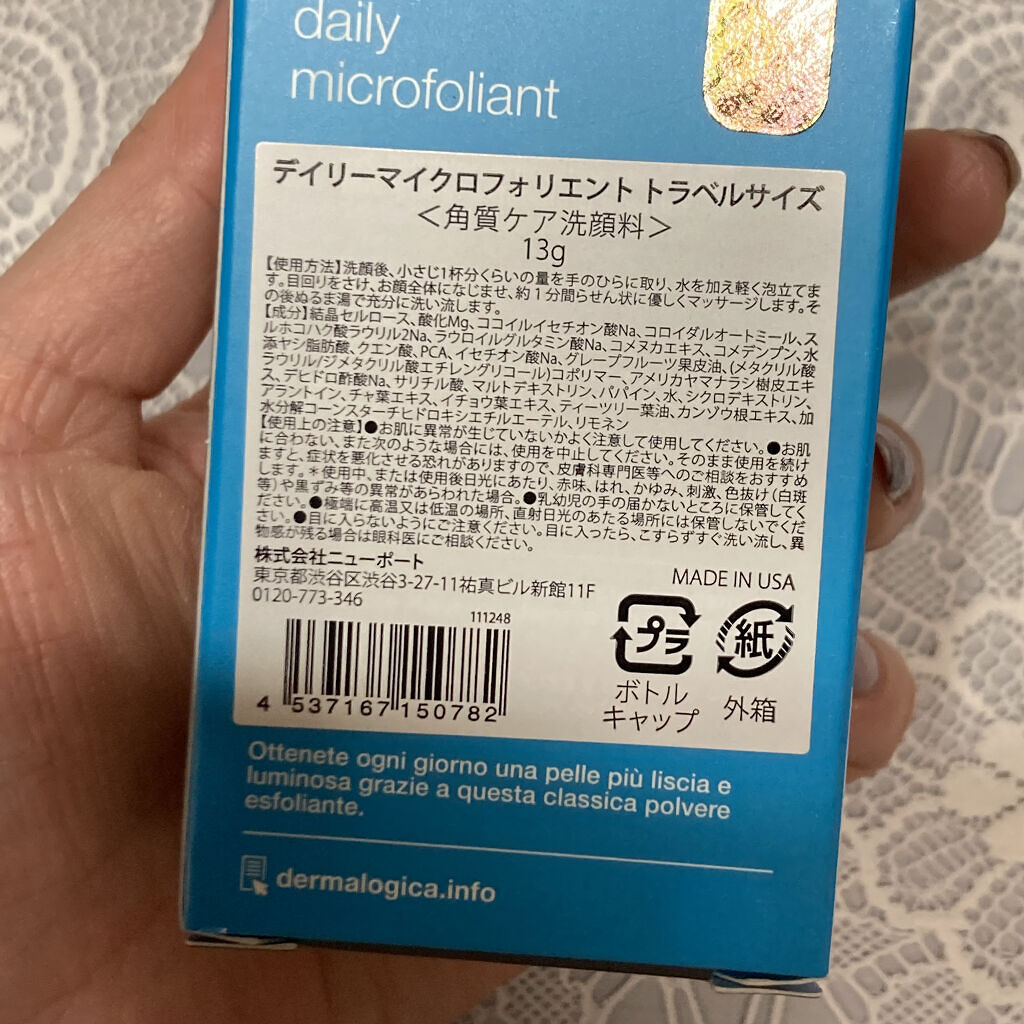 daily
microfoliant
デイリーマイクロフォリエント トラベルサイズ
＜角質ケア洗顔料＞
13g
【使用方法】洗顔後、小さじ1杯分くらいの量を手のひらに取り、水を加え軽く泡立てま
す。目回りをさけ、お顔全体になじませ、約1分間らせん状に優しくマッサージします。そ
の後ぬるま湯で充分に洗い流します。
【成分】結晶セルロース、酸化Mg、ココイルイセチオン酸Na、コロイダルオートミール、ス
ルホコハク酸ラウリル2Na、ラウロイルグルタミン酸Na、コメヌカエキス、コメデンプン、水
添ヤシ脂肪酸、クエン酸、PCA、イセチオン酸Na、グレープフルーツ果皮油、(メタクリル酸
ラウリル/ジメタクリル酸エチレングリコール)コポリマー、アメリカヤマナラシ樹皮エキ
ス、デヒドロ酢酸Na、サリチル酸、マルトデキストリン、パパイン、水、シクロデキストリン、
アラントイン、チャ葉エキス、イチョウ葉エキス、ティーツリー葉油、カンゾウ根エキス、加
水分解コーンスターチヒドロキシエチルエーテル、リモネン
【使用上の注意】●お肌に異常が生じていないかよく注意して使用してください。●お肌
に合わない、また次のような場合には、使用を中止してください。そのまま使用を続け
ますと、症状を悪化させる恐れがありますので、皮膚科専門医等へのご相談をおすすめ
します。＊使用中、または使用後日光にあたり、赤味、はれ、かゆみ、刺激、色抜け(白斑
等)や黒ずみ等の異常があらわれた場合。●乳幼児の手の届かないところに保管してく
ださい。●極端に高温又は低温の場所、直射日光のあたる場所には保管しないでくだ
さい。●目に入らないようにご注意ください。目に入ったら、こすらずすぐ洗い流し、異
物感が残る場合は眼科医にご相談ください。
株式会社ニューポート
東京都渋谷区渋谷3-27-11祐真ビル新館11F
0120-773-346
MADE IN USA
111248
プラ
紙
ボトル
キャップ
外箱
4 537167 150782
Ottenete ogni giorno una pelle più liscia e
luminosa grazie a questa classica polvere
esfoliante.
dermalogica.info